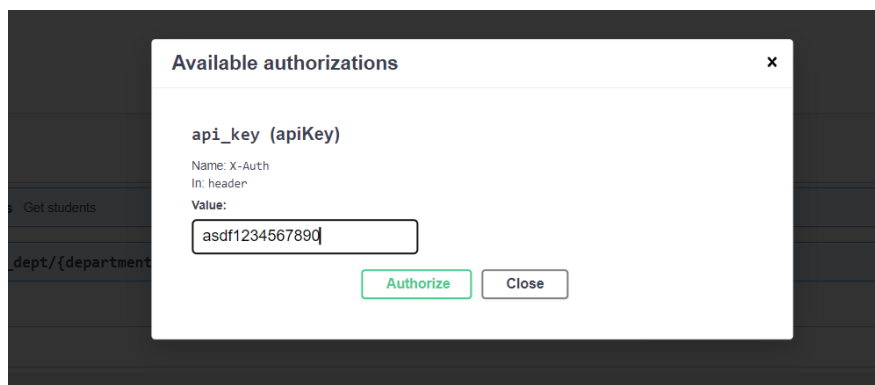 Available authorizations
x
api_key (apiKey)
Name: X-Auth
In: header
Value:
s Get students
asdf1234567890
_dept/{department
Authorize Close